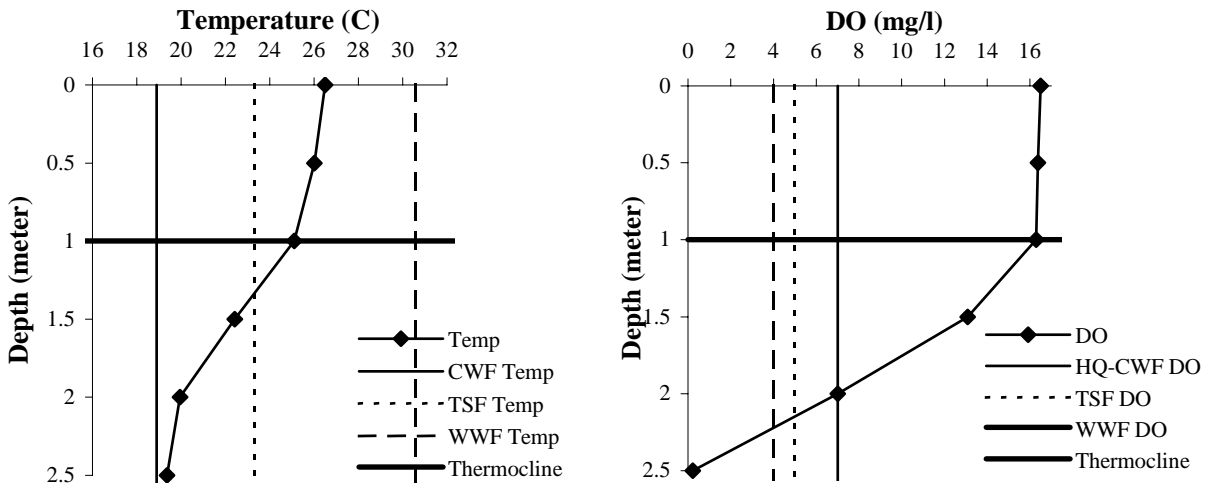 Temperature (C)
16 18 20 22 24 26 28 30 32
0
0.5
1
1.5
2
2.5
Depth (meter)
Temp
CWF Temp
TSF Temp
WWF Temp
Thermocline
DO (mg/l)
0 2 4 6 8 10 12 14 16
0
0.5
1
1.5
2
2.5
Depth (meter)
DO
HQ-CWF DO
TSF DO
WWF DO
Thermocline